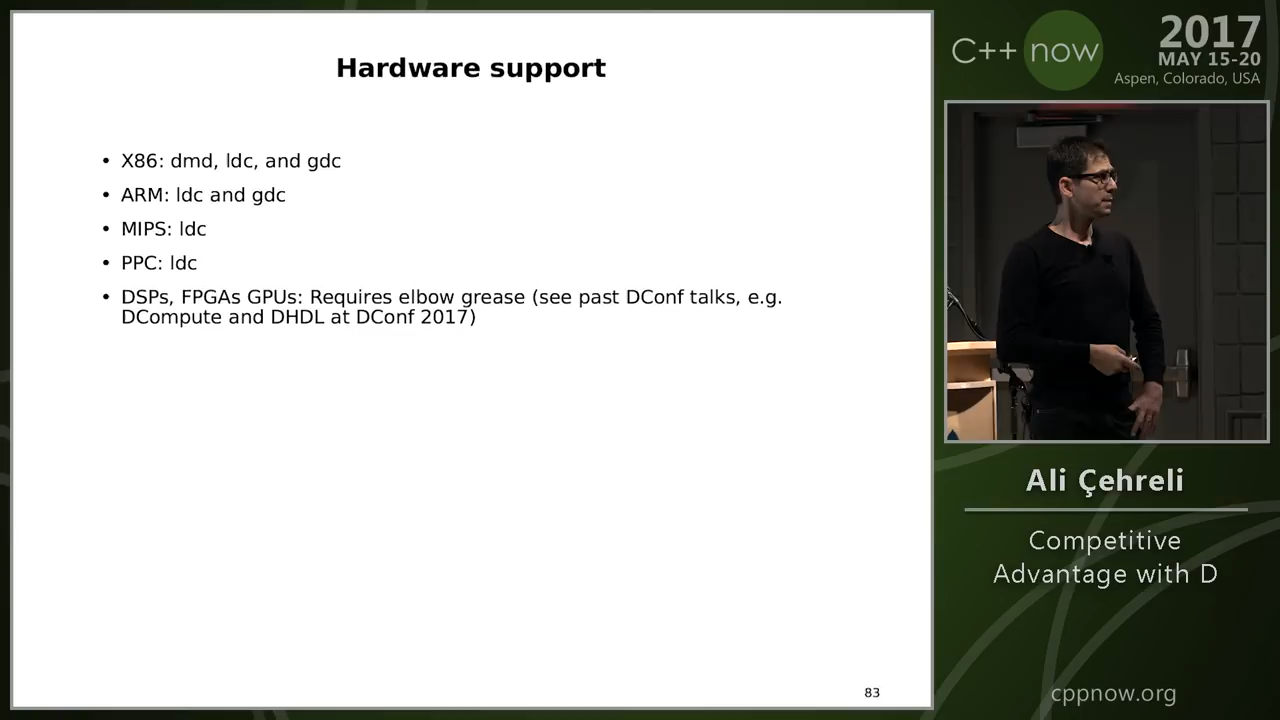 Hardware support
• X86: dmd, ldc, and gdc
• ARM: ldc and gdc
• MIPS: ldc
• PPC: ldc
• DSPs, FPGAs GPUs: Requires elbow grease (see past DConf talks, e.g.
DCompute and DHDL at DConf 2017)
83
C++ now
2017
MAY 15-20
Aspen, Colorado, USA
Ali Çehreli
Competitive
Advantage with D
cppnow.org